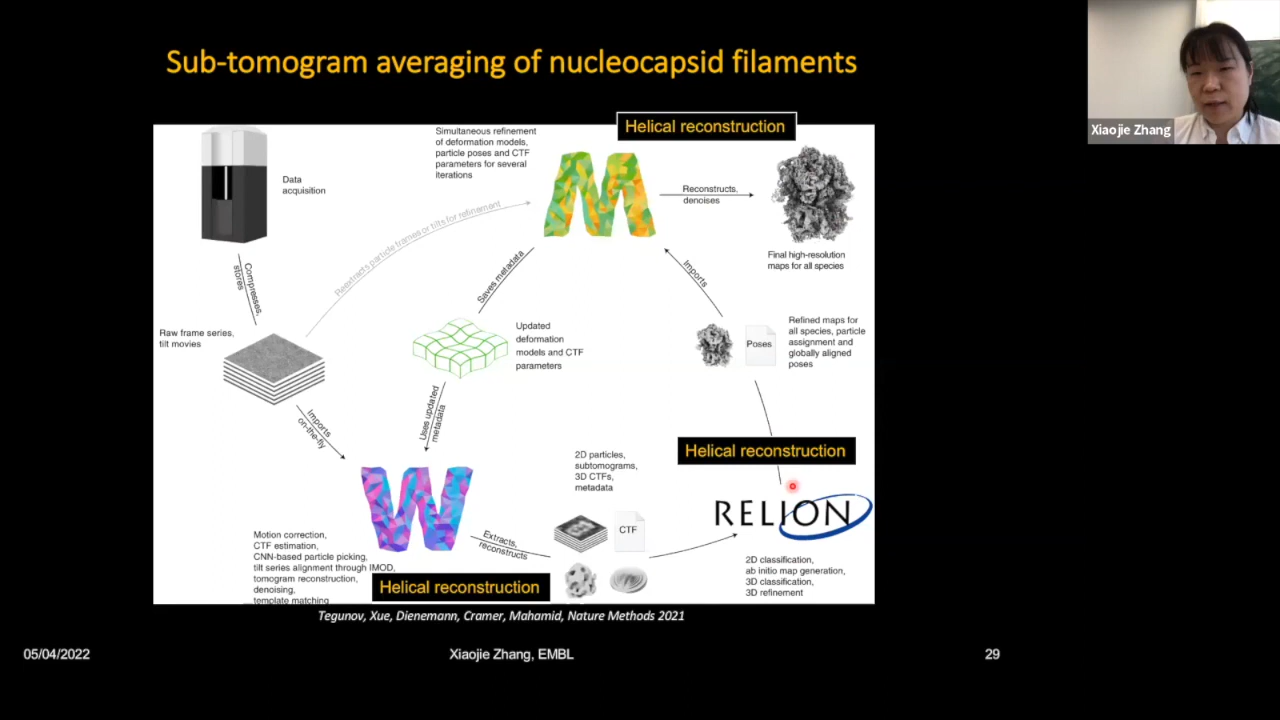 Sub-tomogram averaging of nucleocapsid filaments
Xiaojie Zhang
Helical reconstruction
Simultaneous refinement
of deformation models,
particle poses and CTF
parameters for several
iterations
Data
acquisition
M
Reconstructs,
denoises
Final high-resolution
maps for all species
Reextracts particle frames or tilts for refinement
Compresses,
stores
Saves metadata
Imports
Raw frame series,
tilt movies
Updated
deformation
models and CTF
parameters
Poses
Refined maps for
all species, particle
assignment and
globally aligned
poses
Imports
on-the-fly
Uses updated
metadata
Helical reconstruction
2D particles,
subtomograms,
3D CTFs,
metadata
W
RELION
CTF
Extracts,
reconstructs
Motion correction,
CTF estimation,
CNN-based particle picking,
tilt series alignment through IMOD,
tomogram reconstruction,
denoising,
template matching
Helical reconstruction
2D classification,
ab initio map generation,
3D classification,
3D refinement
Tegunov, Xue, Dienemann, Cramer, Mahamid, Nature Methods 2021
05/04/2022
Xiaojie Zhang, EMBL
29